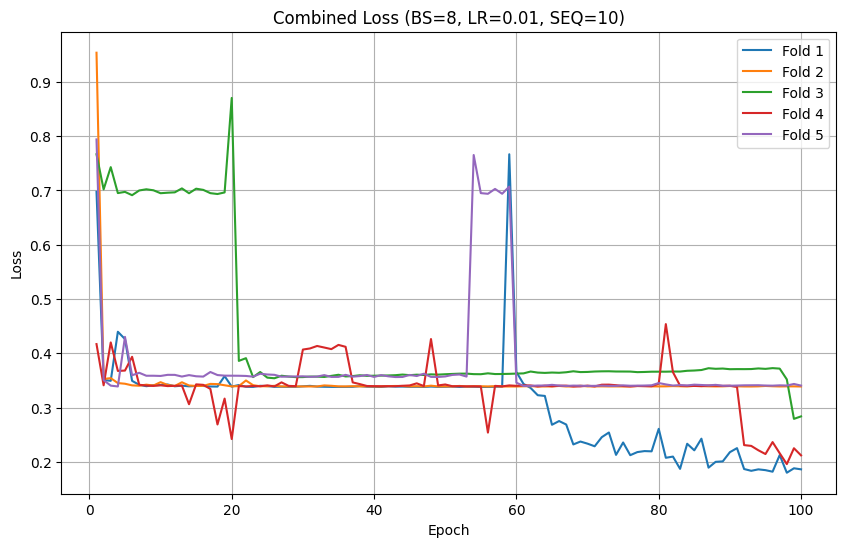 Combined Loss (BS=8, LR=0.01, SEQ=10)
Loss
0.9
0.8
0.7
0.6
0.5
0.4
0.3
0.2
Fold 1
Fold 2
Fold 3
Fold 4
Fold 5
0 20 40 60 80 100
Epoch